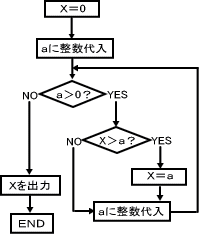 X=0
aに整数代入
a>0?
NO
YES
X>a?
NO
YES
X=a
Xを出力
aに整数代入
END